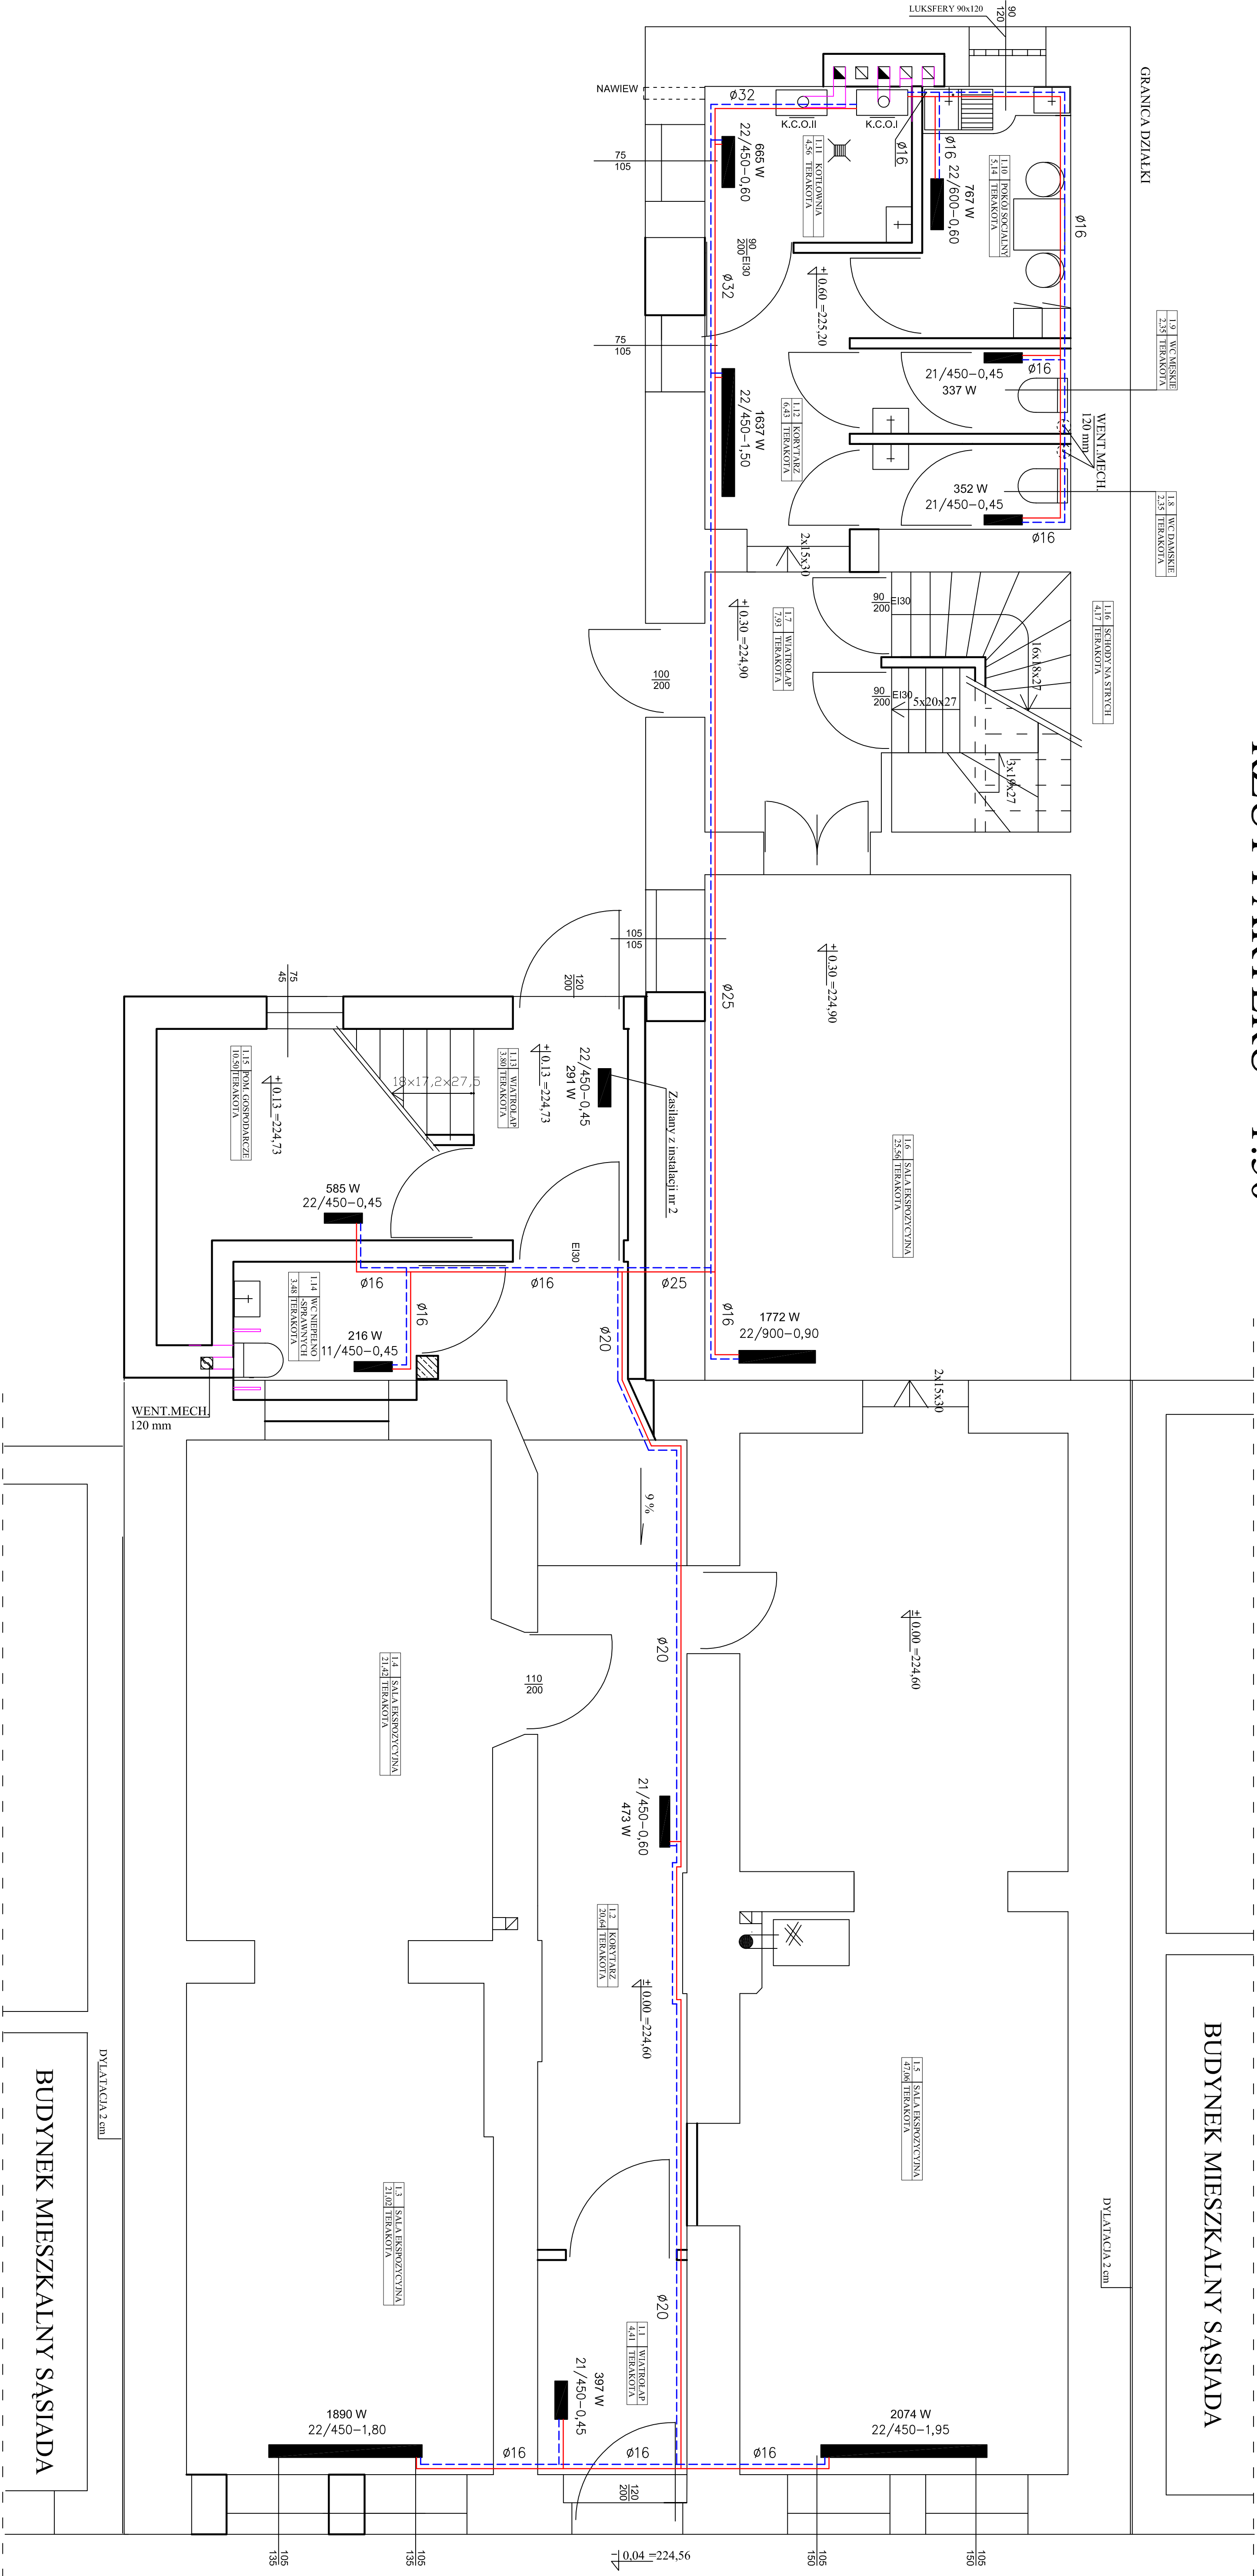 LUKSFERY 90x120
90
120
GRANICA DZIAŁKI
NAWIEW
Ø32
K.C.O.II
K.C.O.I
Ø16
Ø16
75
105
665 W
22/450-0,60
1.11 KOTŁOWNIA
4,56 TERAKOTA
767 W
22/600-0,60
1.10 POKÓJ SOCJALNY
5,14 TERAKOTA
Ø16
90
200
EI30
Ø32
+0.60 =225,20
75
105
1.9 WC MĘSKIE
2,35 TERAKOTA
21/450-0,45
337 W
Ø16
1637 W
22/450-1,50
1.12 KORYTARZ
6,43 TERAKOTA
WENT.MECH.
120 mm
352 W
21/450-0,45
Ø16
1.8 WC DAMSKIE
2,35 TERAKOTA
2x15x30
+0.30 =224,90
1.7 WIATROŁAP
7,93 TERAKOTA
90
200
EI30
16x18x27
1.16 SCHODY NA STRYCH
4,17 TERAKOTA
100
200
90
200
EI30
5x20x27
3x19x27
105
105
+0.30 =224,90
Ø25
75
45
120
200
1.15 POM. GOSPODARCZE
10,50 TERAKOTA
+0.13 =224,73
18x17,2x27,5
1.13 WIATROŁAP
3,80 TERAKOTA
+0.13 =224,73
22/450-0,45
291 W
Zasilany z instalacji nr 2
1.6 SALA EKSPOZYCYJNA
25,56 TERAKOTA
585 W
22/450-0,45
EI30
Ø16
Ø16
Ø25
1.14 WC NIEPEŁNO
-SPRAWNYCH
3,48 TERAKOTA
216 W
11/450-0,45
Ø16
Ø20
Ø16
1772 W
22/900-0,90
WENT.MECH.
120 mm
2x15x30
9 %
±0.00 =224,60
1.4 SALA EKSPOZYCYJNA
21,42 TERAKOTA
110
200
Ø20
21/450-0,60
473 W
1.2 KORYTARZ
20,64 TERAKOTA
±0.00 =224,60
1.5 SALA EKSPOZYCYJNA
47,06 TERAKOTA
DYLATACJA 2 cm
BUDYNEK MIESZKALNY SĄSIADA
BUDYNEK MIESZKALNY SĄSIADA
DYLATACJA 2 cm
1.3 SALA EKSPOZYCYJNA
21,02 TERAKOTA
Ø20
1.1 WIATROŁAP
4,41 TERAKOTA
397 W
21/450-0,45
1890 W
22/450-1,80
2074 W
22/450-1,95
Ø16
Ø16
Ø16
120
200
105
135
105
135
0,04 =224,56
105
150
105
150